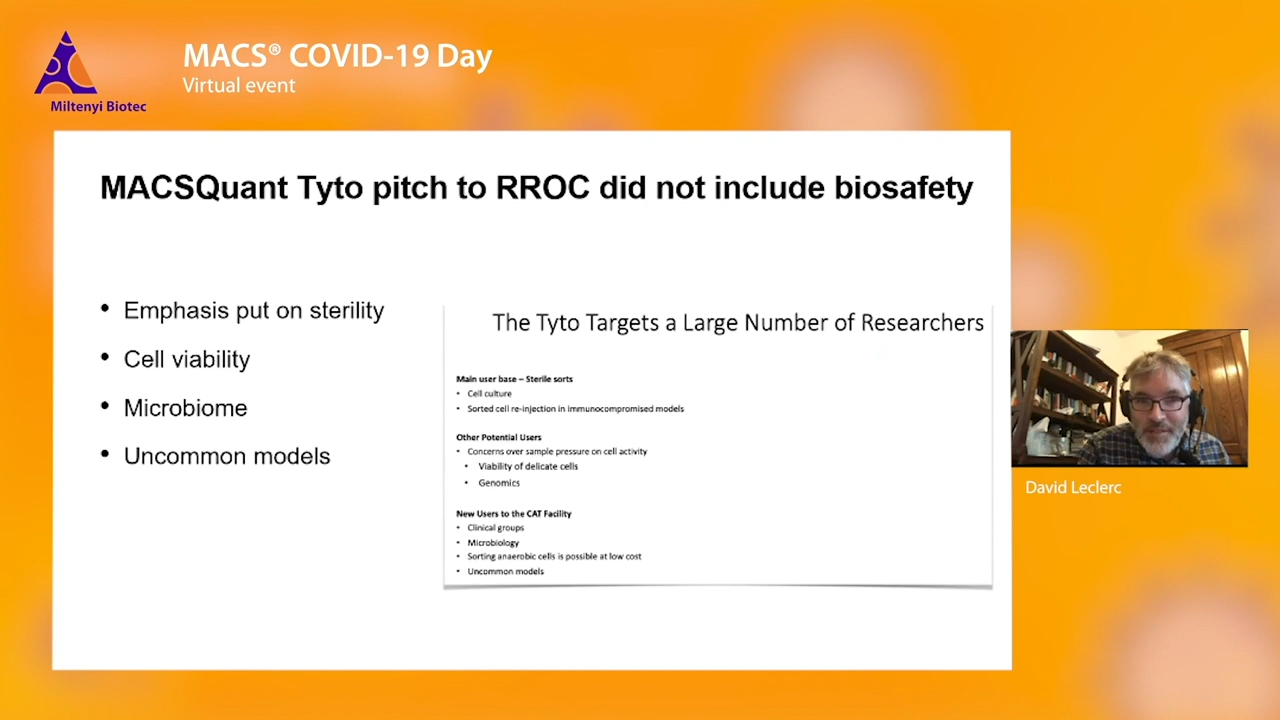 MACS® COVID-19 Day
Virtual event
Miltenyi Biotec
MACSQuant Tyto pitch to RROC did not include biosafety
• Emphasis put on sterility
• Cell viability
• Microbiome
• Uncommon models
The Tyto Targets a Large Number of Researchers
Main user base – Sterile sorts
• Cell culture
• Sorted cell re-injection in immunocompromised models
Other Potential Users
• Concerns over sample pressure on cell activity
• Viability of delicate cells
• Genomics
New Users to the CAT Facility
• Clinical groups
• Microbiology
• Sorting anaerobic cells is possible at low cost
• Uncommon models
David Leclerc